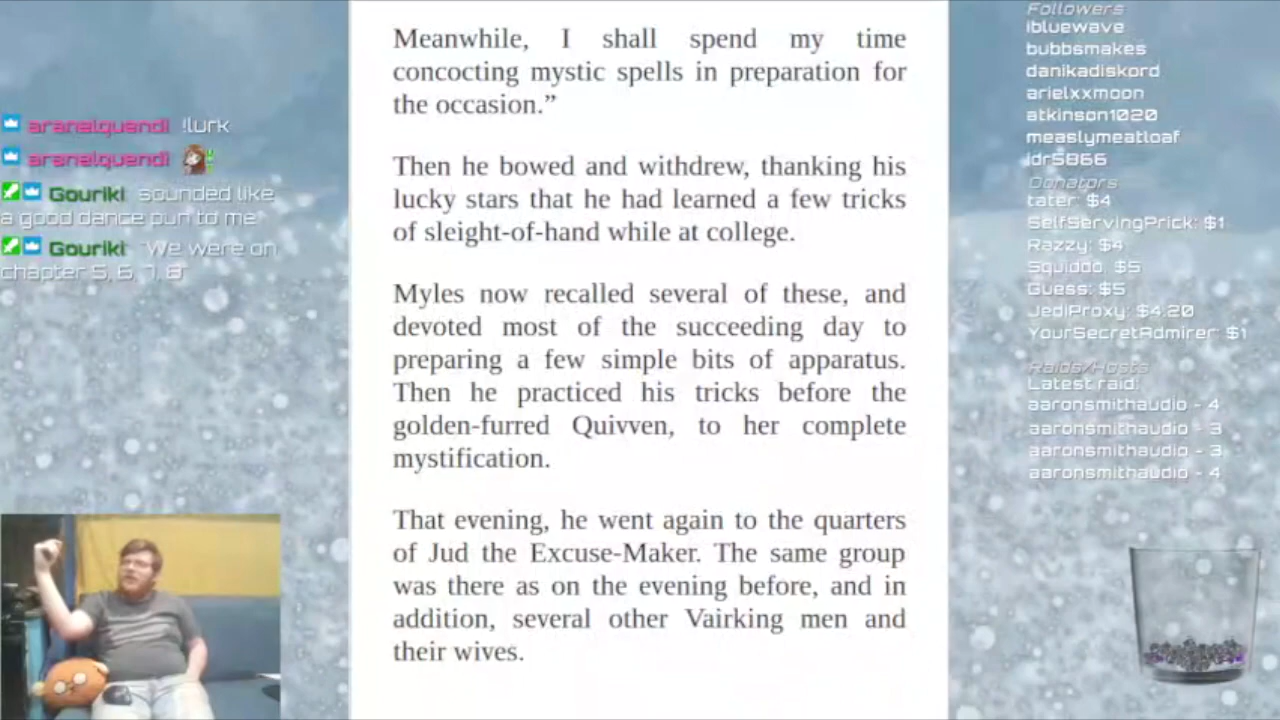 aranelquendi !lurk
aranelquendi
Gouriki sounded like
a good dance pun to me
Gouriki "We were on
chapter 5, 6, 7, 8"
Meanwhile, I shall spend my time
concocting mystic spells in preparation for
the occasion.”
Then he bowed and withdrew, thanking his
lucky stars that he had learned a few tricks
of sleight-of-hand while at college.
Myles now recalled several of these, and
devoted most of the succeeding day to
preparing a few simple bits of apparatus.
Then he practiced his tricks before the
golden-furred Quivven, to her complete
mystification.
That evening, he went again to the quarters
of Jud the Excuse-Maker. The same group
was there as on the evening before, and in
addition, several other Vairking men and
their wives.
Followers
ibluewave
bubbsmakes
danikadiskord
arielxxmoon
atkinson1020
measlymeatloaf
jdr5866
Donators
tater: $4
SelfServingPrick: $1
Razzy: $4
Squiddo: $5
Guess: $5
JediProxy: $4.20
YourSecretAdmirer: $1
Raids/Hosts
Latest raid:
aaronsmithaudio - 4
aaronsmithaudio - 3
aaronsmithaudio - 3
aaronsmithaudio - 4